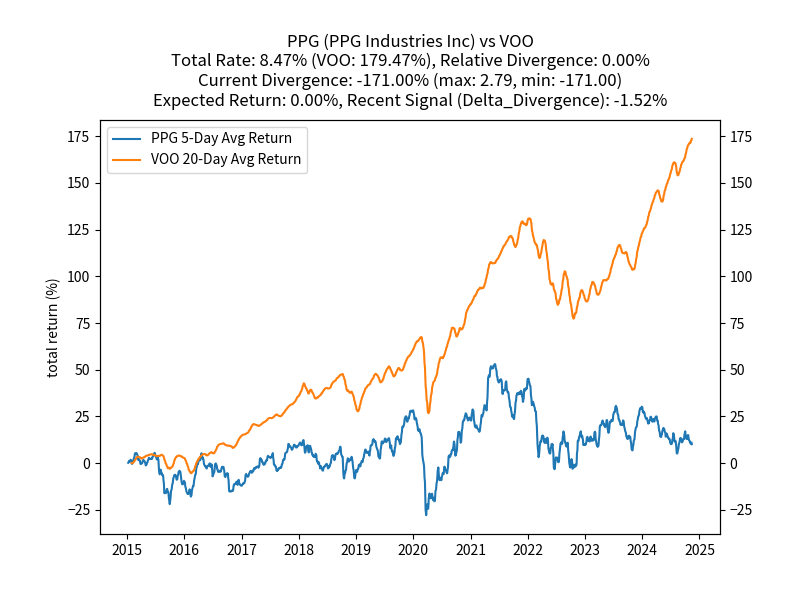 PPG (PPG Industries Inc) vs VOO
Total Rate: 8.47% (VOO: 179.47%), Relative Divergence: 0.00%
Current Divergence: -171.00% (max: 2.79, min: -171.00)
Expected Return: 0.00%, Recent Signal (Delta_Divergence): -1.52%
PPG 5-Day Avg Return
VOO 20-Day Avg Return
total return (%)
175 175
150 150
125 125
100 100
75 75
50 50
25 25
0 0
−25 −25
2015 2016 2017 2018 2019 2020 2021 2022 2023 2024 2025